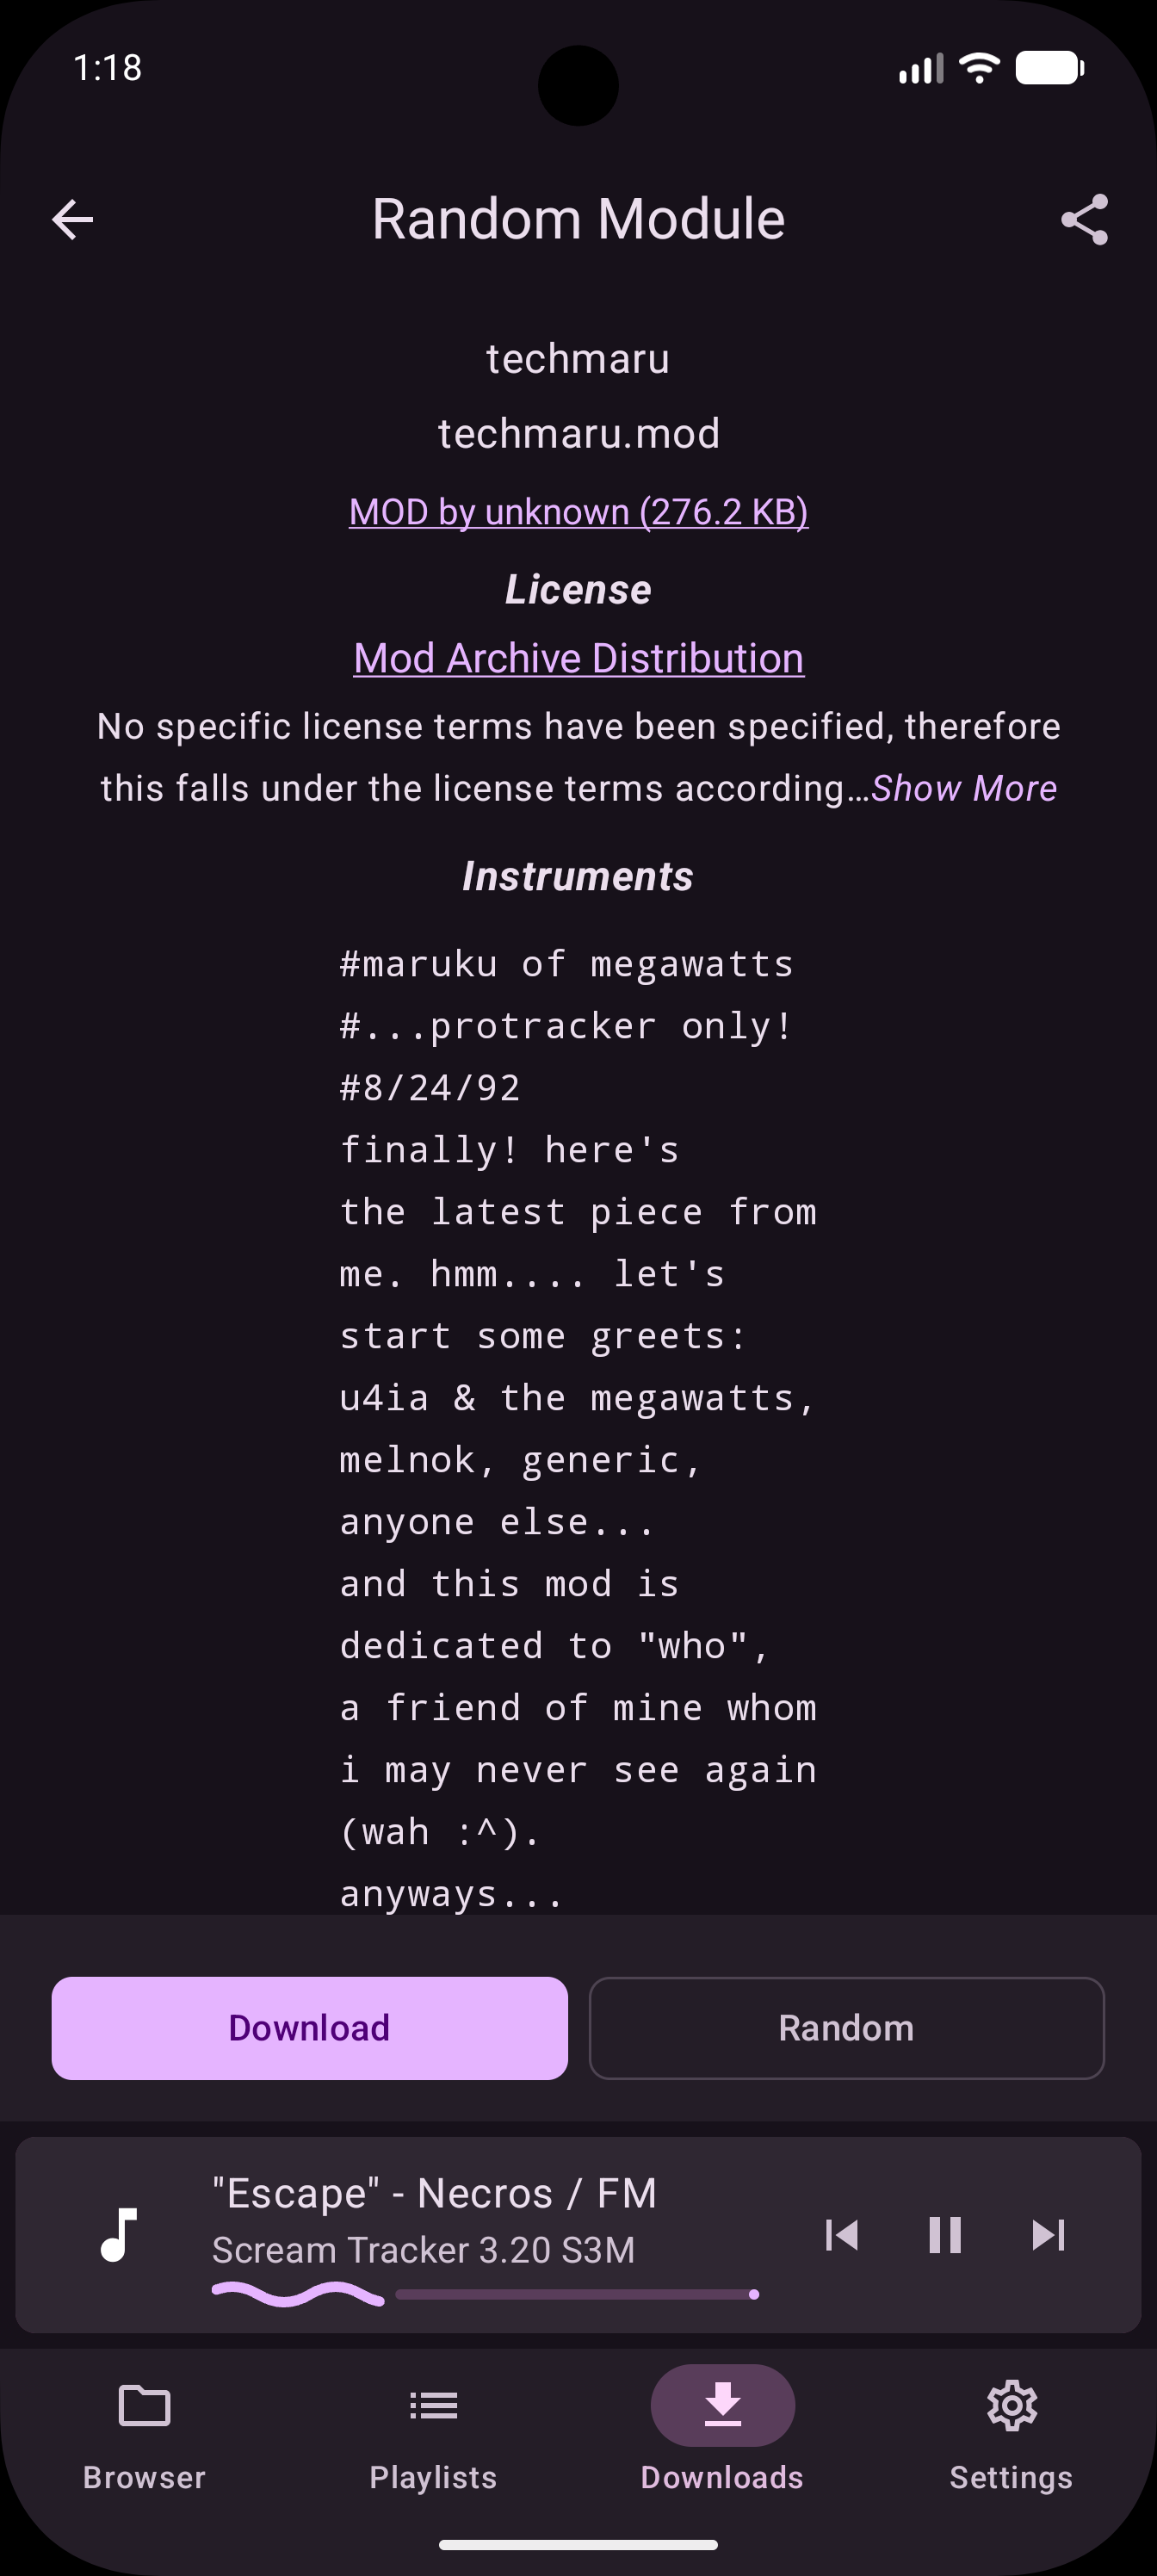 1:18
Random Module
techmaru
techmaru.mod
MOD by unknown (276.2 KB)
License
Mod Archive Distribution
No specific license terms have been specified, therefore
this falls under the license terms according…Show More
Instruments
#maruku of megawatts
#...protracker only!
#8/24/92
finally! here's
the latest piece from
me. hmm.... let's
start some greets:
u4ia & the megawatts,
melnok, generic,
anyone else...
and this mod is
dedicated to "who",
a friend of mine whom
i may never see again
(wah :^).
anyways...
Download
Random
"Escape" - Necros / FM
Scream Tracker 3.20 S3M
Browser
Playlists
Downloads
Settings